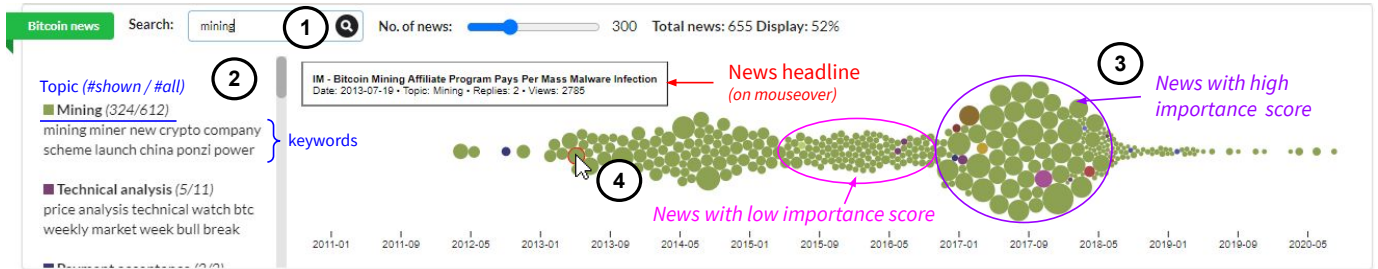 Bitcoin news
Search:
mining
1
No. of news:
300
Total news: 655 Display: 52%
2
Topic (#shown / #all)
Mining (324/612)
mining miner new crypto company
scheme launch china ponzi power
keywords
Technical analysis (5/11)
price analysis technical watch btc
weekly market week bull break
IM - Bitcoin Mining Affiliate Program Pays Per Mass Malware Infection
Date: 2013-07-19 • Topic: Mining • Replies: 2 • Views: 2785
News headline
(on mouseover)
3
News with high
importance score
4
News with low importance score
2011-01
2011-09
2012-05
2013-01
2013-09
2014-05
2015-01
2015-09
2016-05
2017-01
2017-09
2018-05
2019-01
2019-09
2020-05